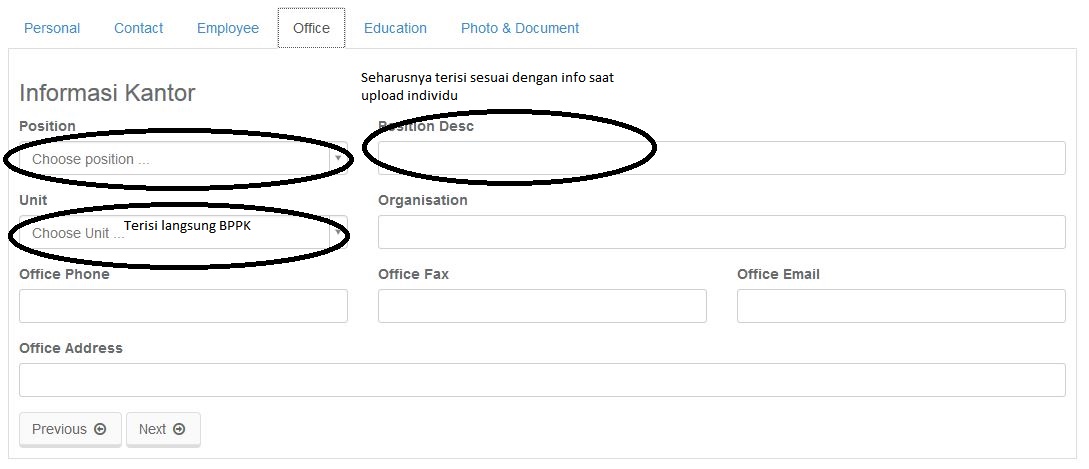 Personal Contact Employee Office Education Photo & Document
Seharusnya terisi sesuai dengan info saat
upload individu
Informasi Kantor
Position Position Desc
Choose position ...
Unit Organisation
Choose Unit ... Terisi langsung BPPK
Office Phone Office Fax Office Email
Office Address
Previous Next